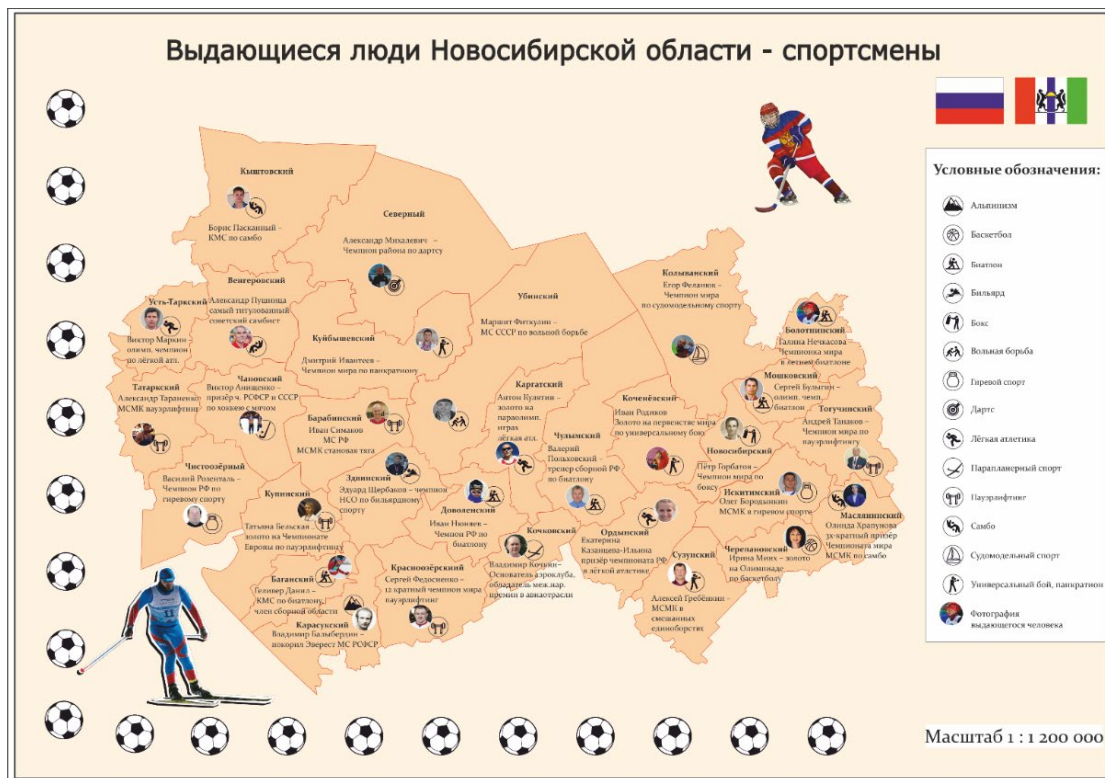 Выдающиеся люди Новосибирской области - спортсмены
Кыштовский
Борис Пасканный –
КМС по самбо
Северный
Александр Михалевич –
Чемпион района по дартсу
Венгеровский
Александр Пушница
самый титулованный
советский самбист
Усть-Таркский
Виктор Маркин
олимп. чемпион
по лёгкой атл.
Куйбышевский
Дмитрий Ивантеев –
Чемпион мира по панкратиону
Убинский
Маршит Фиткулин –
МС СССР по вольной борьбе
Колыванский
Егор Феланюк –
Чемпион мира
по судомодельному спорту
Болотнинский
Галина Нечкасова
Чемпионка мира
в летнем биатлоне
Мошковский
Сергей Булыгин –
олимп. чемп.
биатлон
Татарский
Александр Тараненко
МСМК пауэрлифтинг
Чановский
Виктор Анищенко –
призёр ч. РСФСР и СССР
по хоккею с мячом
Барабинский
Иван Симаков
МС РФ
МСМК становая тяга
Каргатский
Антон Кулятин –
золото на
паралимп.
играх
лёгкая атл.
Чулымский
Валерий
Польховский –
тренер сборной РФ
по биатлону
Коченёвский
Иван Родиков
Золото на первенстве мира
по универсальному бою
Тогучинский
Андрей Танаков –
Чемпион мира по
пауэрлифтингу
Новосибирский
Пётр Горбатов –
Чемпион мира по
боксу
Чистоозёрный
Василий Розенталь –
Чемпион РФ по
гиревому спорту
Купинский
Татьяна Бельская –
золото на Чемпионате
Европы по пауэрлифтингу
Здвинский
Эдуард Щербаков – чемпион
НСО по бильярдному
спорту
Доволенский
Иван Нюняев –
Чемпион РФ по
биатлону
Кочковский
Владимир Кочкин–
Основатель аэроклуба,
обладатель меж.нар.
премии в авиаотрасли
Ордынский
Екатерина
Казанцева-Ильина
призёр чемпионата РФ
в лёгкой атлетике
Искитимский
Олег Бородынкин
МСМК в гиревом спорте
Маслянинский
Олинда Храпунова
3х-кратный призёр
Чемпионата мира
МСМК по самбо
Черепановский
Ирина Минх – золото
на Олимпиаде
по баскетболу
Сузунский
Алексей Гребёнкин –
МСМК в
смешанных
единоборствах
Баганский
Геливер Данил –
КМС по биатлону,
член сборной области
Карасукский
Владимир Балыбердин –
покорил Эверест МС РСФСР
Краснозёрский
Сергей Федосиенко –
12 кратный чемпион мира
пауэрлифтинг
Условные обозначения:
Альпинизм
Баскетбол
Биатлон
Бильярд
Бокс
Вольная борьба
Гиревой спорт
Дартс
Лёгкая атлетика
Парапланерный спорт
Пауэрлифтинг
Самбо
Судомодельный спорт
Универсальный бой, панкратион
Фотография
выдающегося человека
Масштаб 1 : 1 200 000